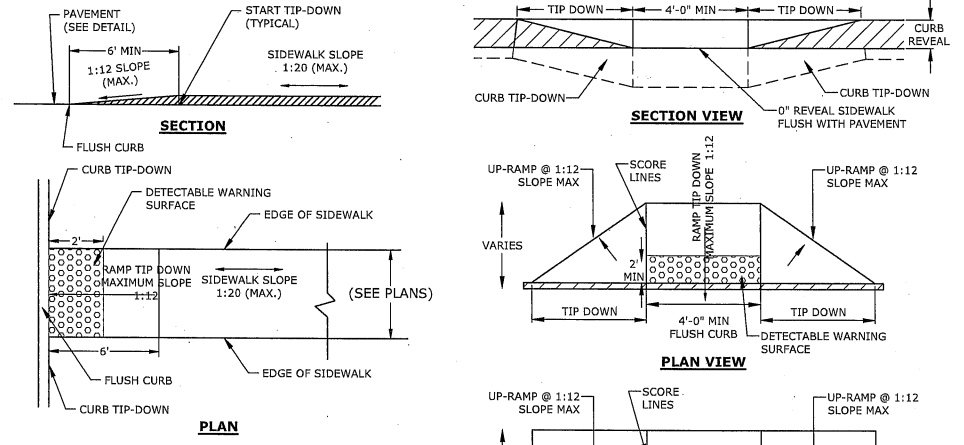 PAVEMENT
(SEE DETAIL)
START TIP-DOWN
(TYPICAL)
6' MIN
1:12 SLOPE
(MAX.)
SIDEWALK SLOPE
1:20 (MAX.)
SECTION
FLUSH CURB
CURB TIP-DOWN
DETECTABLE WARNING
SURFACE
EDGE OF SIDEWALK
2'
RAMP TIP DOWN
MAXIMUM SLOPE
1:12
SIDEWALK SLOPE
1:20 (MAX.)
(SEE PLANS)
6'
EDGE OF SIDEWALK
FLUSH CURB
CURB TIP-DOWN
PLAN
TIP DOWN
4'-0" MIN
TIP DOWN
CURB
REVEAL
CURB TIP-DOWN
CURB TIP-DOWN
0" REVEAL SIDEWALK
FLUSH WITH PAVEMENT
SECTION VIEW
UP-RAMP @ 1:12
SLOPE MAX
SCORE
LINES
RAMP TIP DOWN
MAXIMUM SLOPE 1:12
UP-RAMP @ 1:12
SLOPE MAX
VARIES
2'
MIN
TIP DOWN
4'-0" MIN
FLUSH CURB
TIP DOWN
DETECTABLE WARNING
SURFACE
PLAN VIEW
UP-RAMP @ 1:12
SLOPE MAX
SCORE
LINES
UP-RAMP @ 1:12
SLOPE MAX